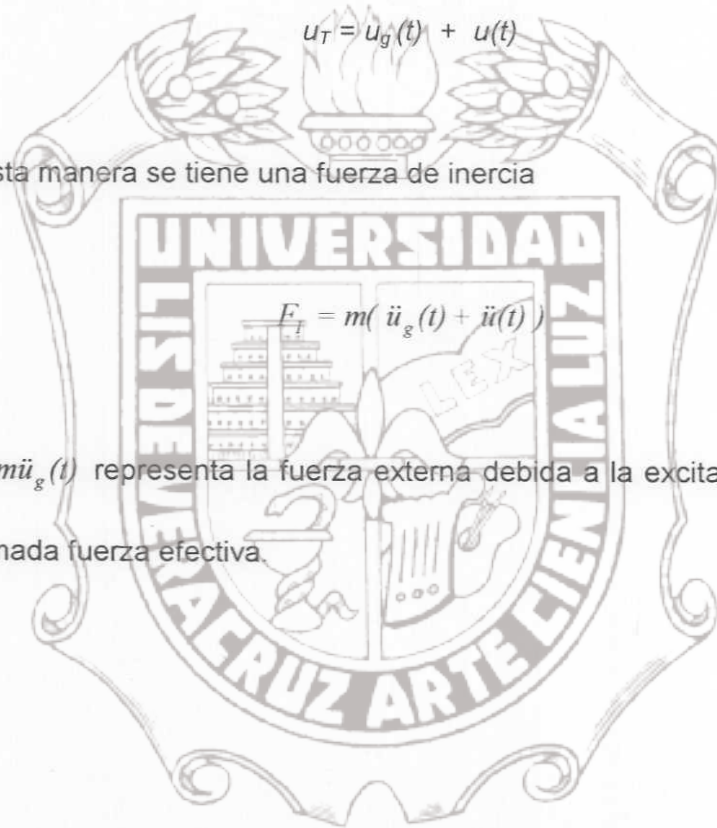 u_T = u_g(t) + u(t)
sta manera se tiene una fuerza de inercia
F_I = m( ü_g(t) + ü(t) )
mü_g(t) representa la fuerza externa debida a la excita
nada fuerza efectiva.
UNIVERSIDAD
LIS DE VERACRUZ ARTE CIENCIA LUZ
LEX